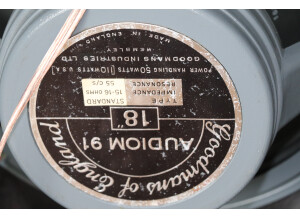 Goodmans of England
AUDIOM 91
18"
TYPE STANDARD
IMPEDANCE 15-16 ohms
RESONANCE 35 C/S
POWER HANDLING 50 WATTS (110 WATTS U.S.A.)
GOODMANS INDUSTRIES LTD
WEMBLEY
MADE IN ENGLAND